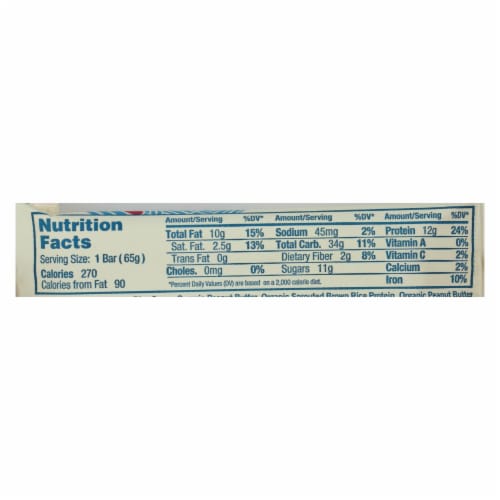 Nutrition
Facts
Serving Size: 1 Bar ( 65g)
Calories 270
Calories from Fat 90
Amount/Serving %DV*
Total Fat 10g 15%
Sat. Fat. 2.5g 13%
Trans Fat 0g
Choles. 0mg 0%
*Percent Daily Values (DV) are based on a 2,000 calorie diet.
Amount/Serving %DV*
Sodium 45mg 2%
Total Carb. 34g 11%
Dietary Fiber 2g 8%
Sugars 11g
Amount/Serving %DV*
Protein 12g 24%
Vitamin A 0%
Vitamin C 2%
Calcium 2%
Iron 10%
Organic Peanut Butter, Organic Sprouted Brown Rice Protein, Organic Peanut Butter